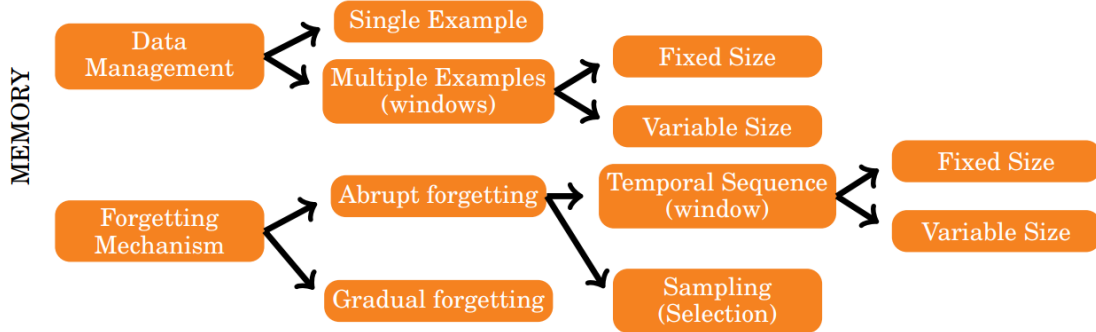 MEMORY
Data
Management
Single Example
Multiple Examples
(windows)
Fixed Size
Variable Size
Forgetting
Mechanism
Abrupt forgetting
Gradual forgetting
Temporal Sequence
(window)
Sampling
(Selection)
Fixed Size
Variable Size